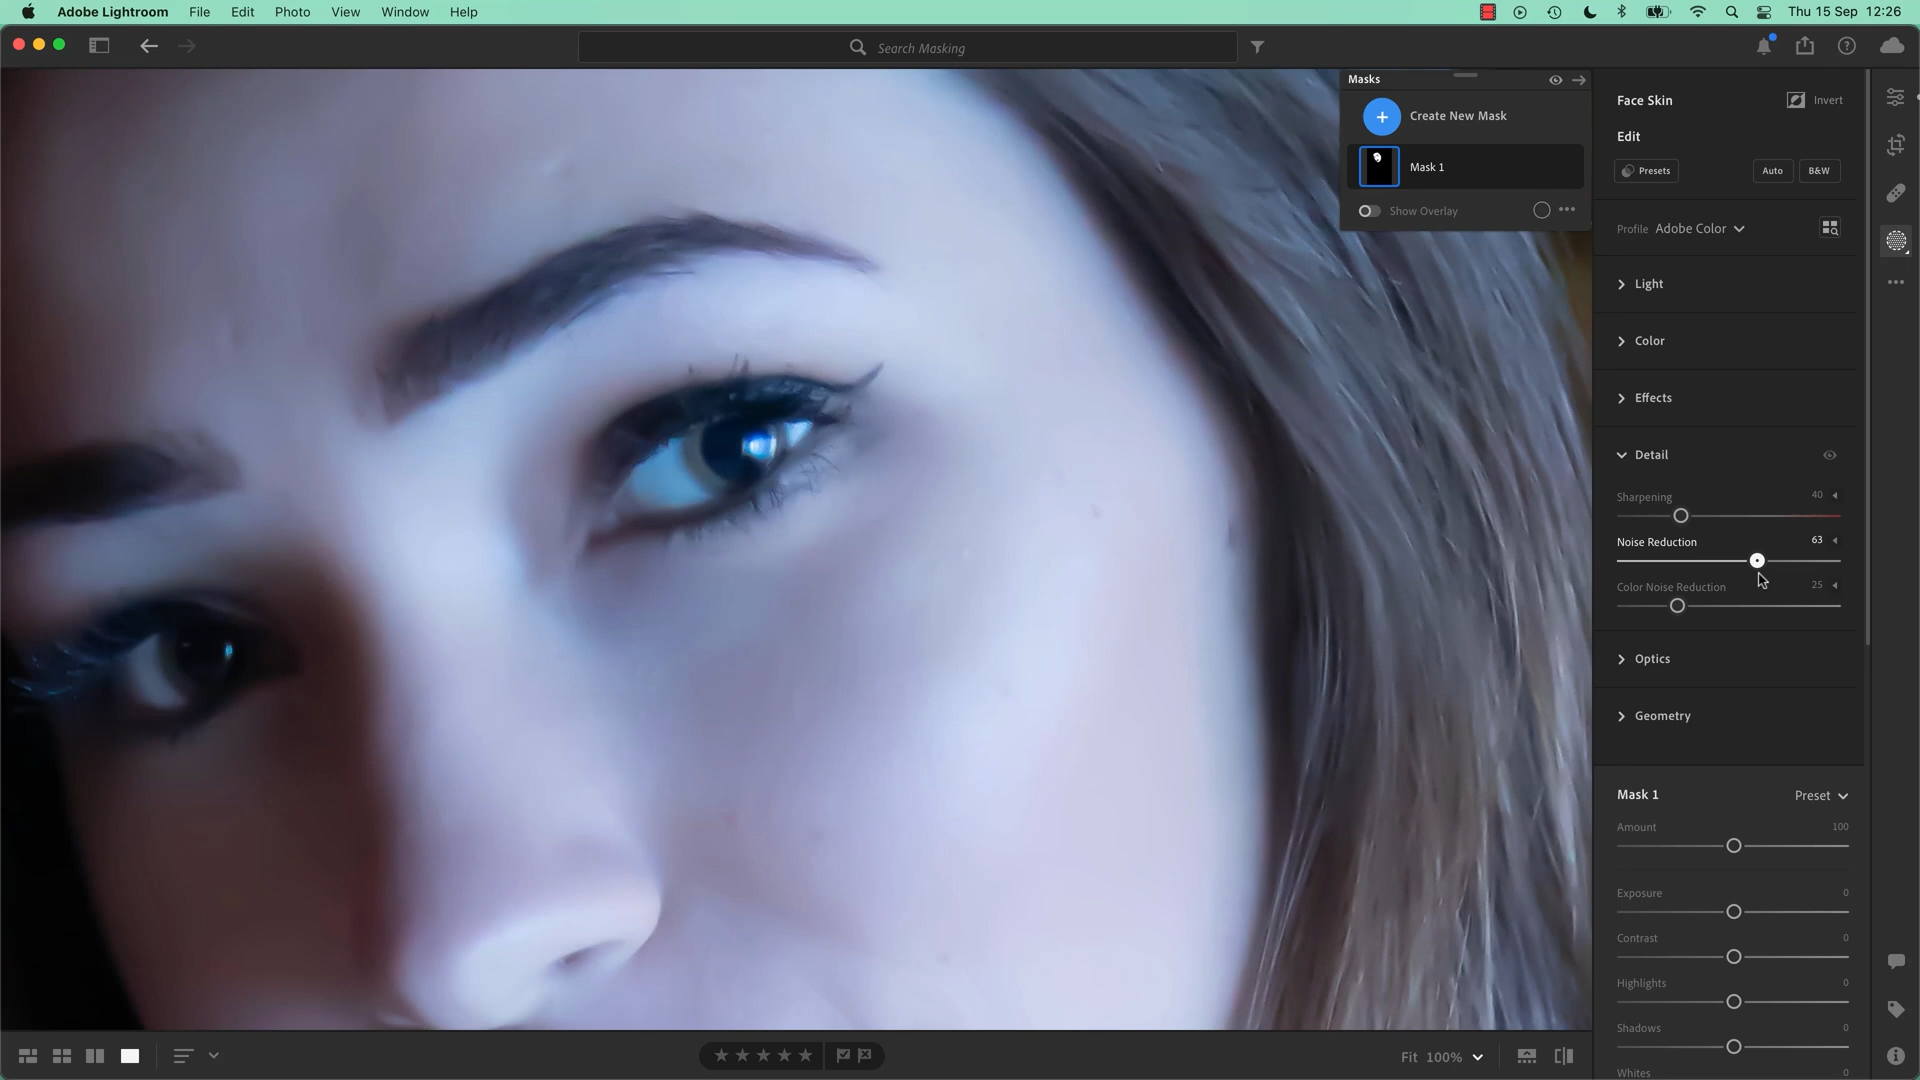 Adobe Lightroom File Edit Photo View Window Help Thu 15 Sep 12:26
Search Masking
Masks
Create New Mask
Mask 1
Show Overlay
Face Skin Invert
Edit
Presets Auto B&W
Profile Adobe Color
Light
Color
Effects
Detail
Sharpening 40
Noise Reduction 63
Color Noise Reduction 25
Optics
Geometry
Mask 1 Preset
Amount 100
Exposure 0
Contrast 0
Highlights 0
Shadows 0
Whites 0
Fit 100%